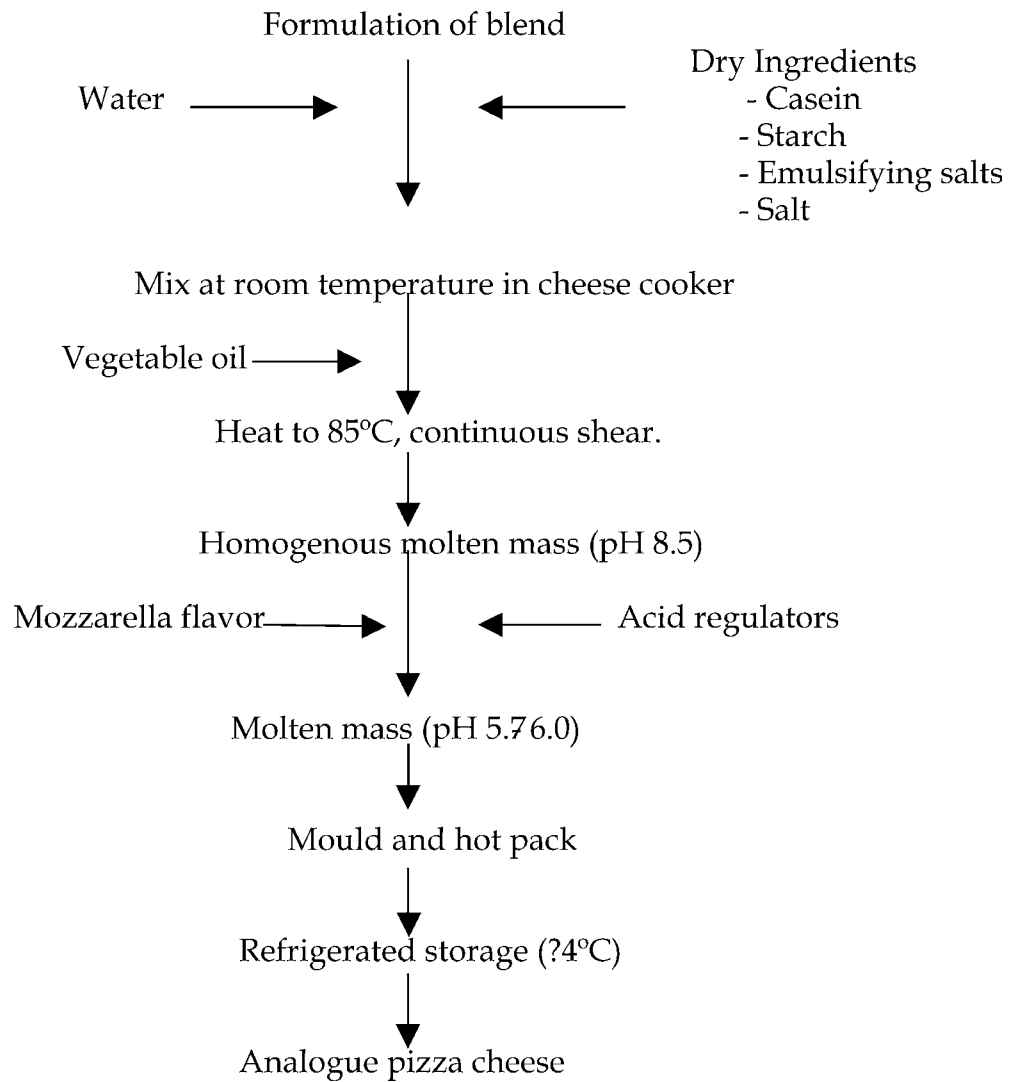 Formulation of blend
Water
Dry Ingredients
- Casein
- Starch
- Emulsifying salts
- Salt
Mix at room temperature in cheese cooker
Vegetable oil
Heat to 85ºC, continuous shear.
Homogenous molten mass (pH 8.5)
Mozzarella flavor
Acid regulators
Molten mass (pH 5.7-6.0)
Mould and hot pack
Refrigerated storage (?4ºC)
Analogue pizza cheese